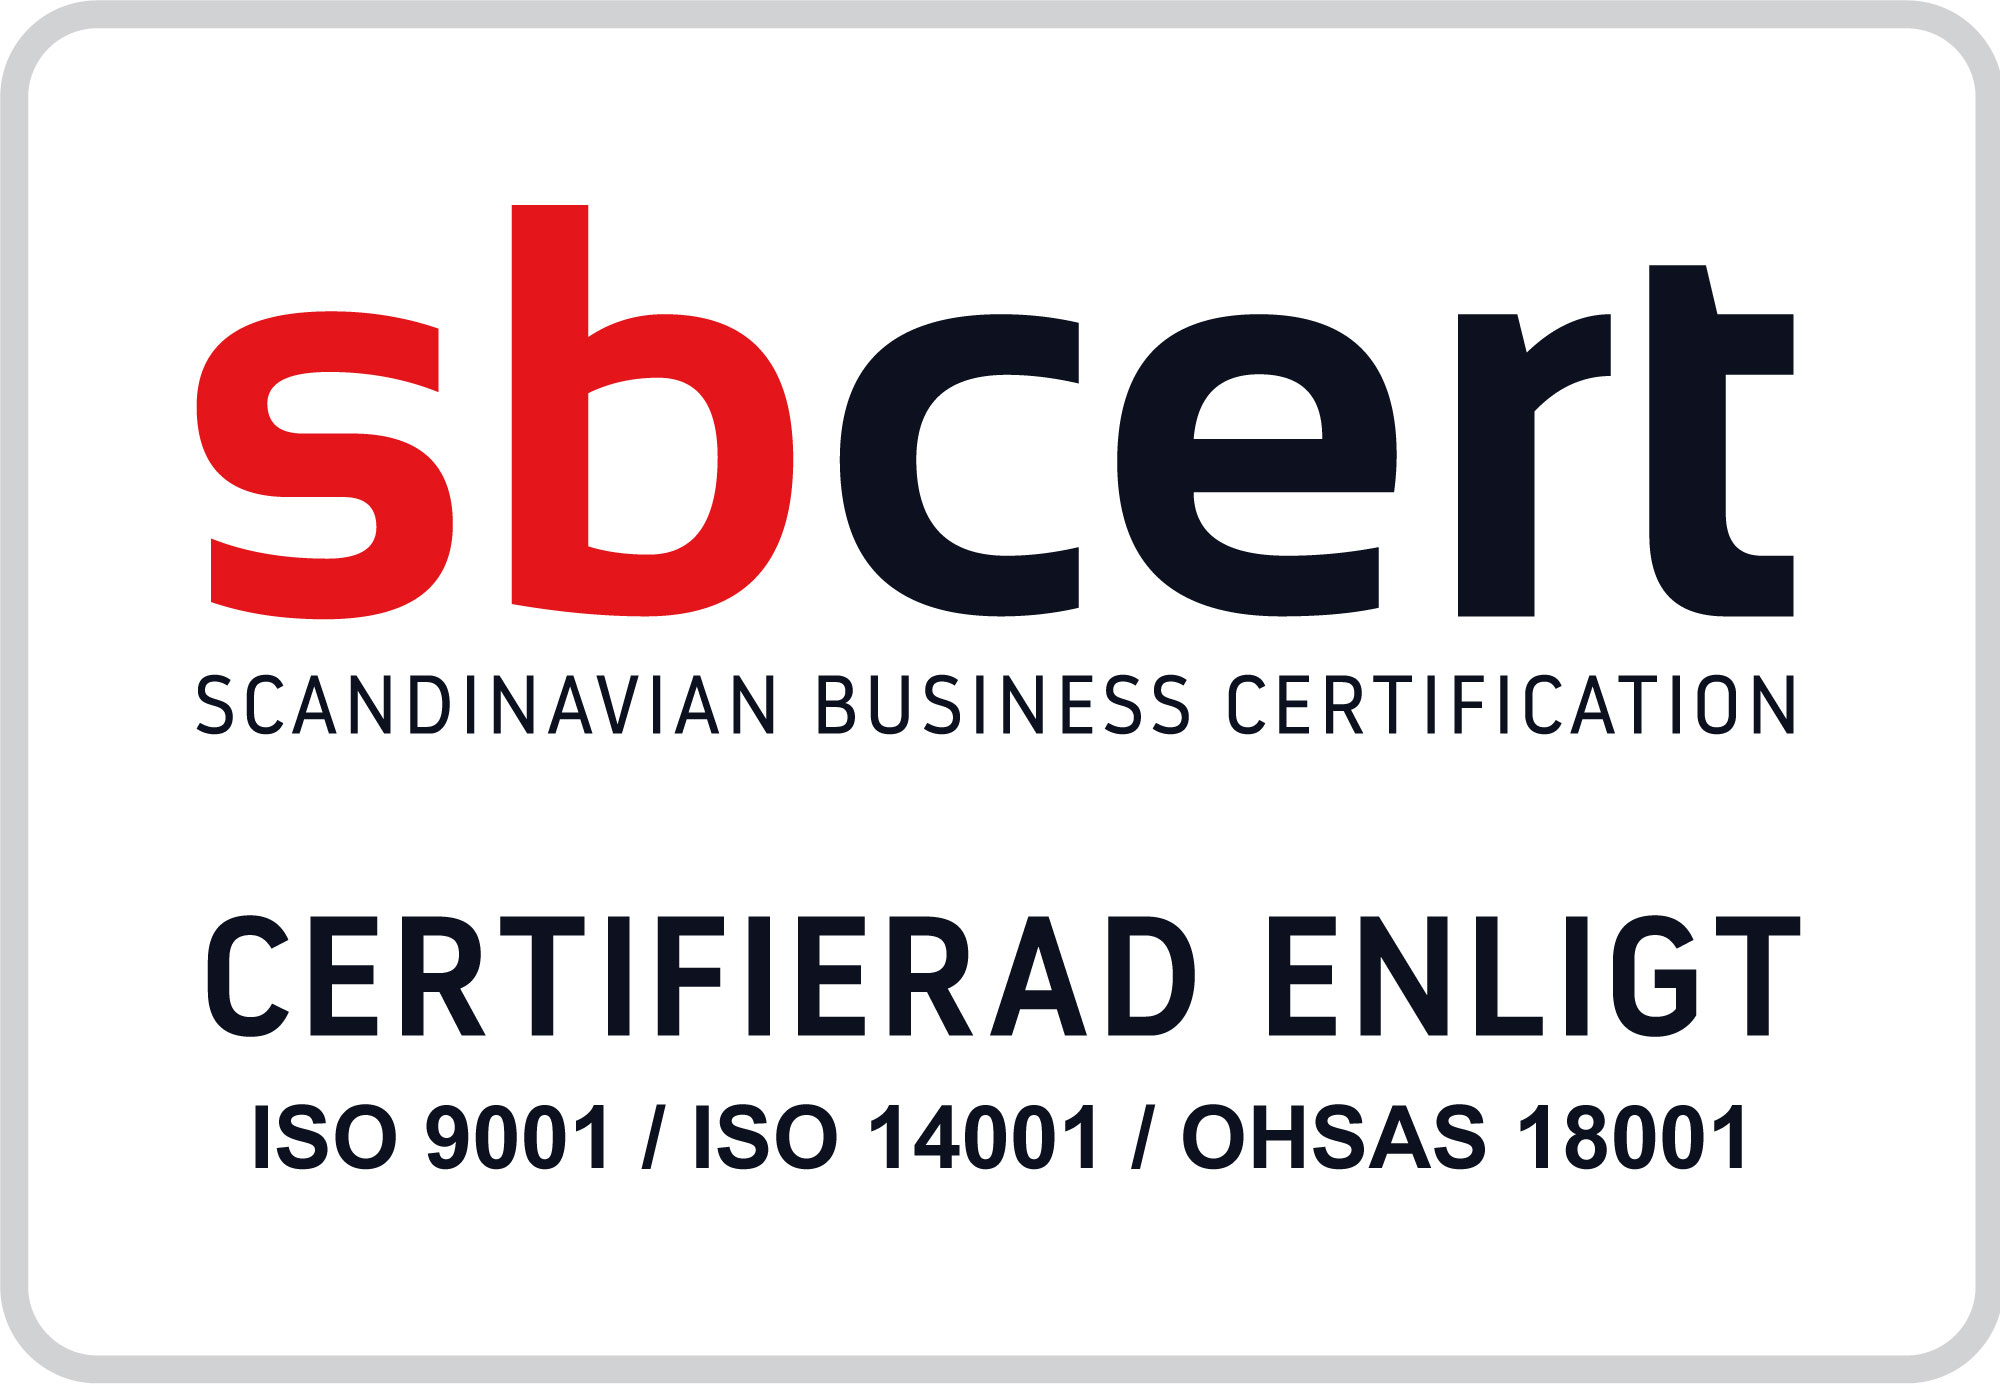 sbcert
SCANDINAVIAN BUSINESS CERTIFICATION
CERTIFIERAD ENLIGT
ISO 9001 / ISO 14001 / OHSAS 18001